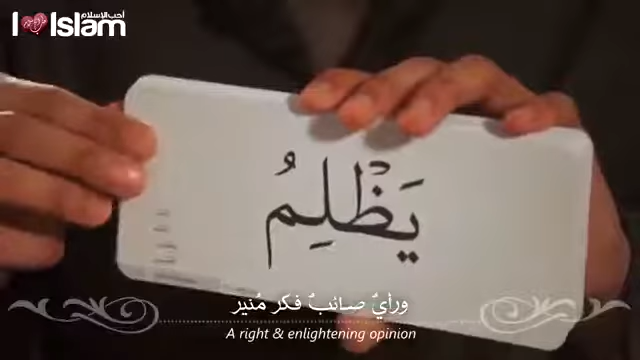 I Islam
أحب الإسلام
يَظْلِمُ
ورأيٌ صائبٌ فكر مُنير
A right & enlightening opinion